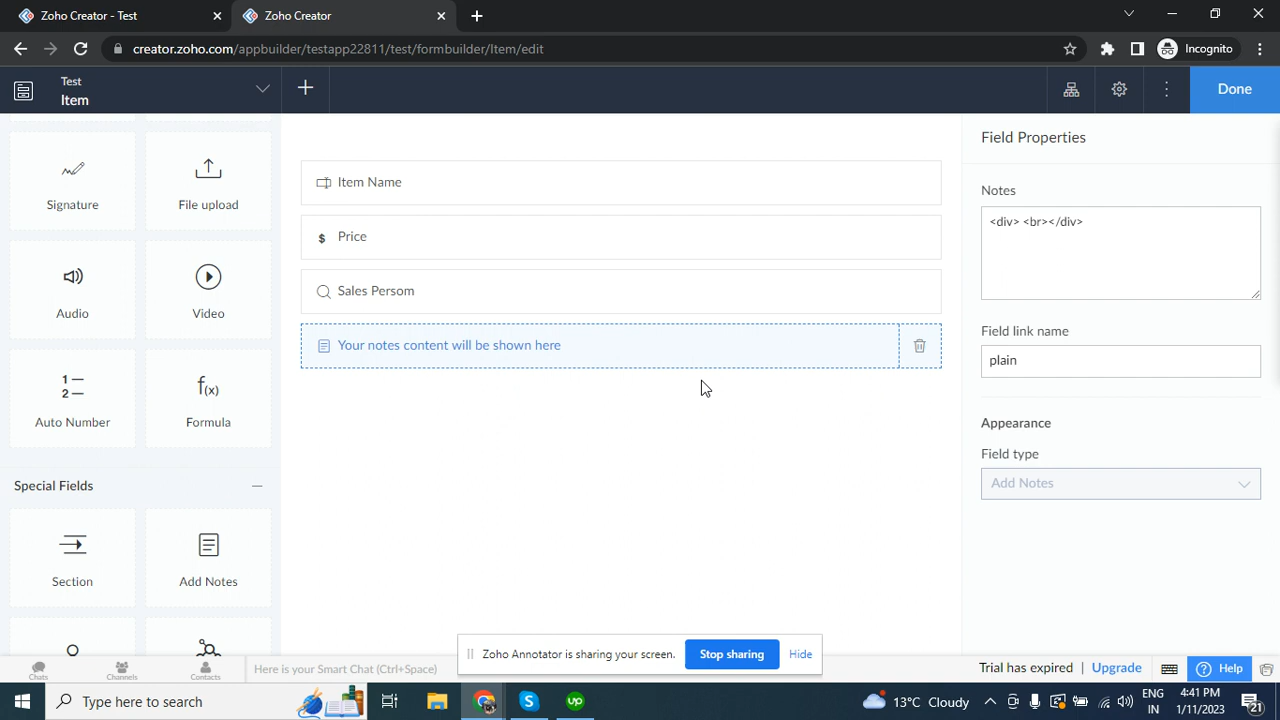 Zoho Creator - Test
Zoho Creator
creator.zoho.com/appbuilder/testapp22811/test/formbuilder/Item/edit
Incognito
Test
Item
Done
Signature
File upload
Audio
Video
1
2
Auto Number
f(x)
Formula
Special Fields
Section
Add Notes
Item Name
$ Price
Sales Persom
Your notes content will be shown here
Field Properties
Notes
<div> <br></div>
Field link name
plain
Appearance
Field type
Add Notes
Zoho Annotator is sharing your screen.
Stop sharing
Hide
Chats
Channels
Contacts
Here is your Smart Chat (Ctrl+Space)
Trial has expired
Upgrade
? Help
Type here to search
up
13°C Cloudy
ENG
IN
4:41 PM
1/11/2023
21